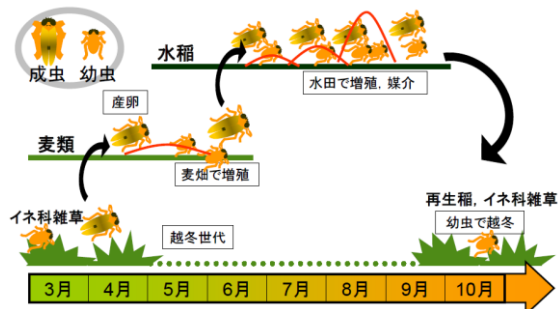 成虫 幼虫
水稲
水田で増殖，媒介
産卵
麦類
麦畑で増殖
イネ科雑草
越冬世代
再生稲，イネ科雑草
幼虫で越冬
3月 4月 5月 6月 7月 8月 9月 10月